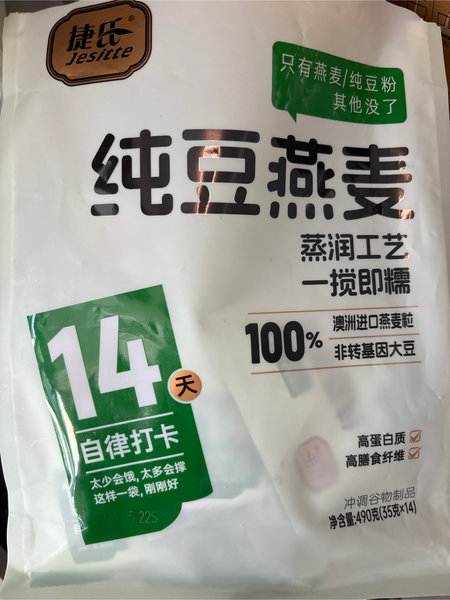 捷氏
Jesitte
只有燕麦/纯豆粉
其他没了
纯豆燕麦
蒸润工艺
一搅即糯
100%
澳洲进口燕麦粒
非转基因大豆
14
天
自律打卡
太少会饿,太多会撑
这样一袋,刚刚好
高蛋白质
高膳食纤维
冲调谷物制品
净含量:490克(35克×14)